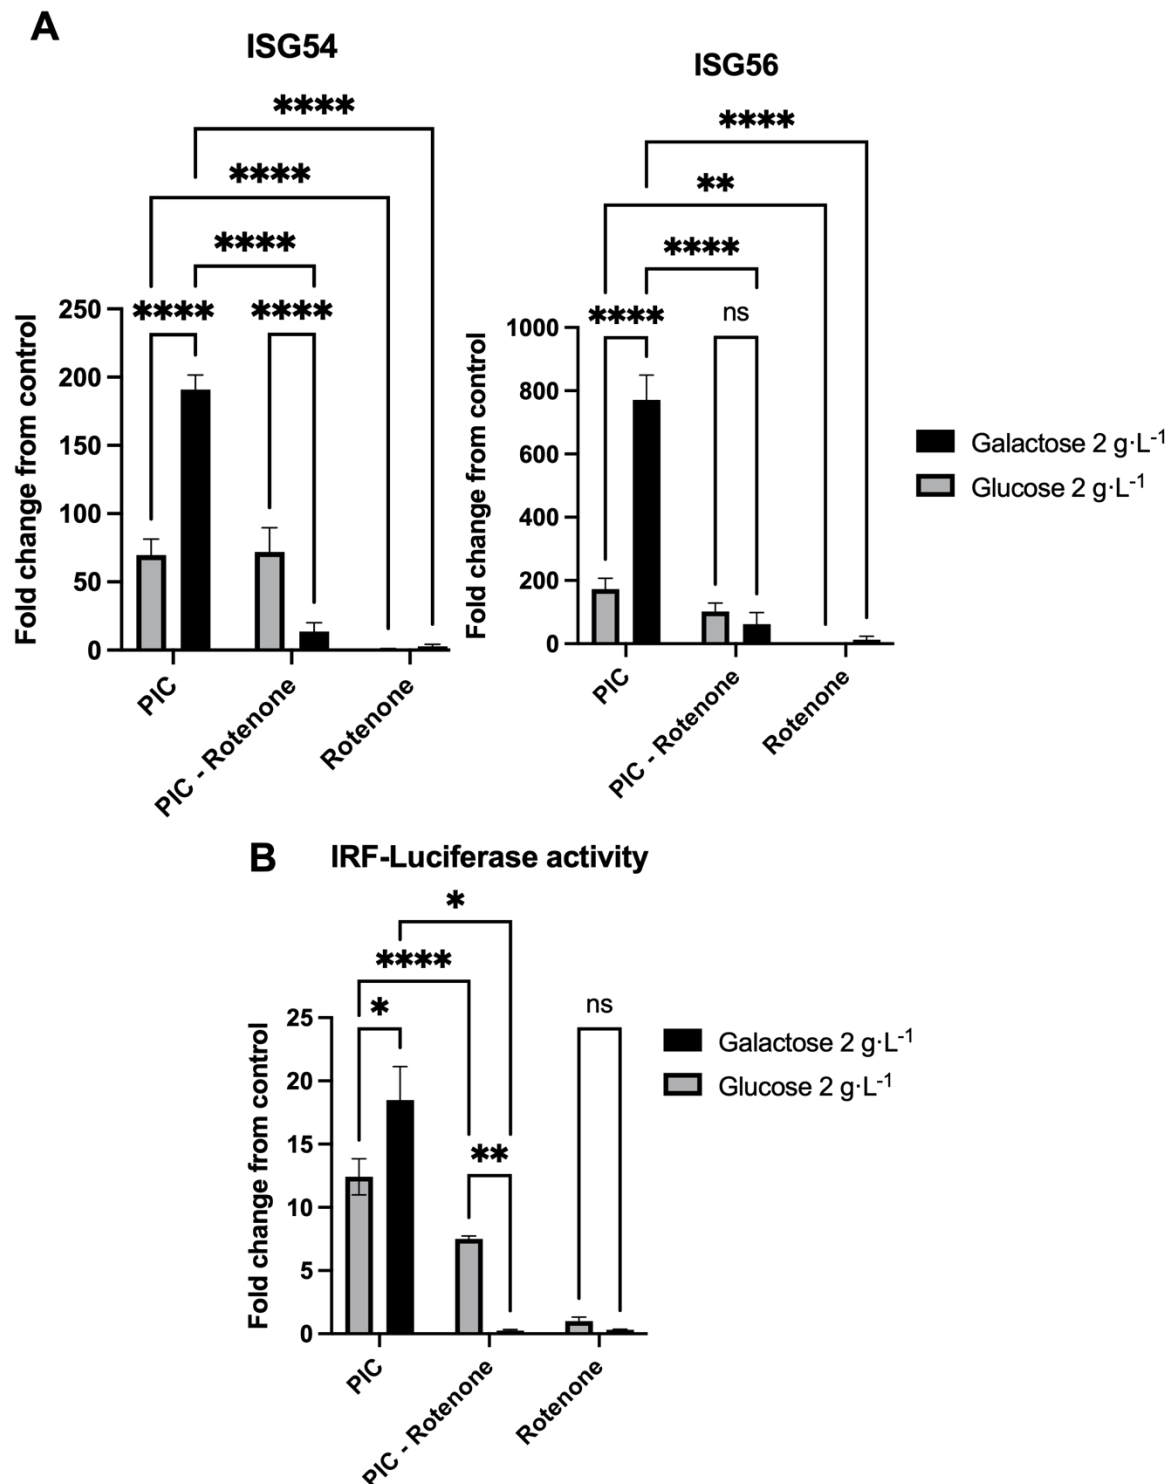 A
ISG54
ISG56
****
****
****
**
****
****
****
****
****
ns
Fold change from control
250
200
150
100
50
0
PIC
PIC - Rotenone
Rotenone
Fold change from control
1000
800
600
400
200
0
PIC
PIC - Rotenone
Rotenone
Galactose 2 g·L-1
Glucose 2 g·L-1
B
IRF-Luciferase activity
*
****
*
**
ns
Fold change from control
25
20
15
10
5
0
PIC
PIC - Rotenone
Rotenone
Galactose 2 g·L-1
Glucose 2 g·L-1